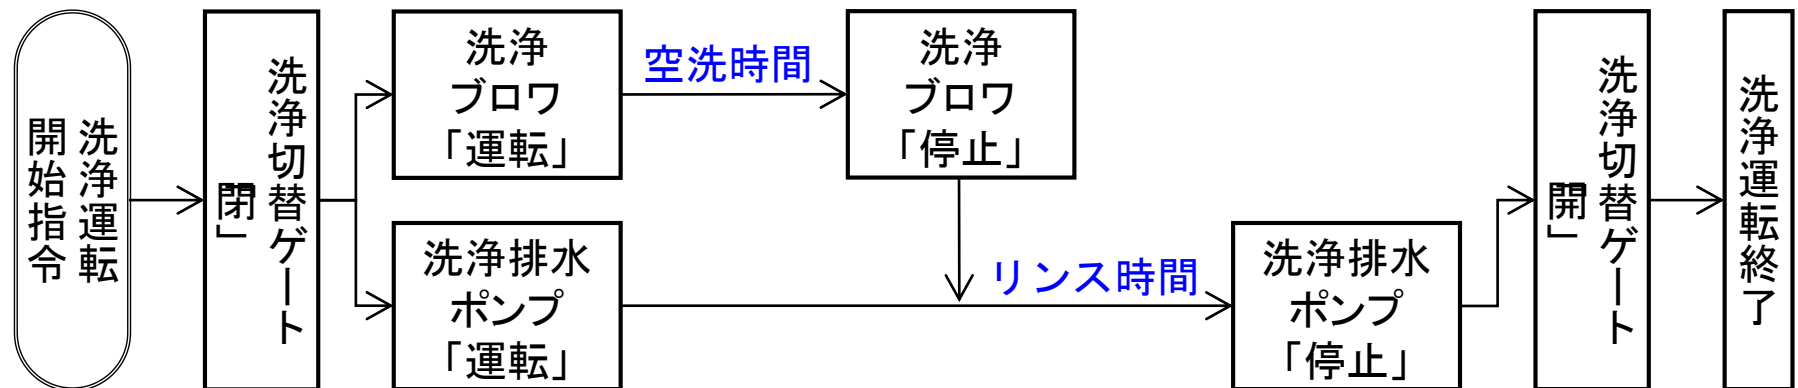 洗浄運転
開始指令
洗浄切替ゲート
閉」
洗浄
ブロワ
「運転」
空洗時間
洗浄
ブロワ
「停止」
洗浄排水
ポンプ
「運転」
リンス時間
洗浄排水
ポンプ
「停止」
洗浄切替ゲート
開」
洗浄運転終了